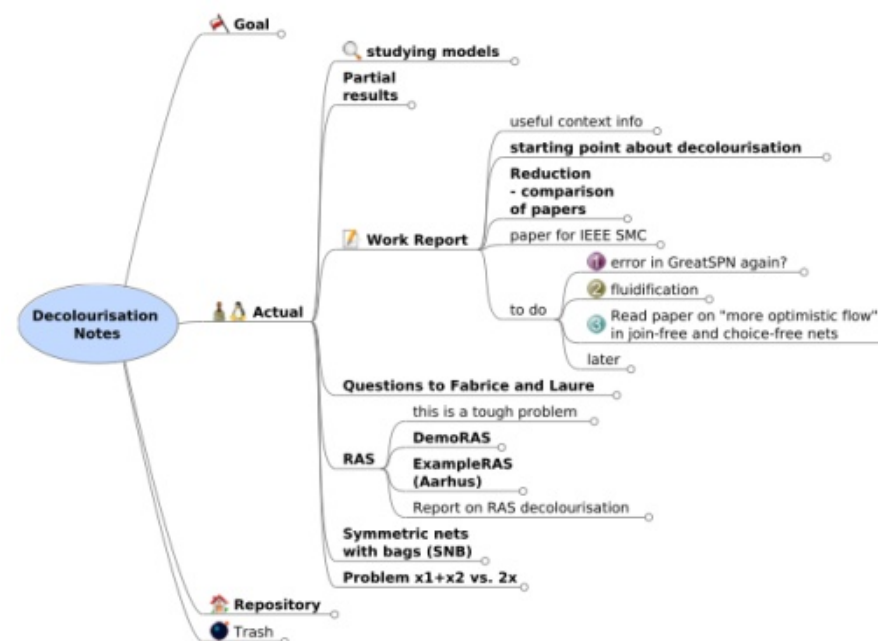 Goal
studying models
Partial
results
useful context info
starting point about decolourisation
Reduction
- comparison
of papers
Work Report
paper for IEEE SMC
1 error in GreatSPN again?
2 fluidification
to do
3 Read paper on "more optimistic flow"
in join-free and choice-free nets
later
Decolourisation
Notes
Actual
Questions to Fabrice and Laure
this is a tough problem
DemoRAS
RAS
ExampleRAS
(Aarhus)
Report on RAS decolourisation
Symmetric nets
with bags (SNB)
Problem x1+x2 vs. 2x
Repository
Trash